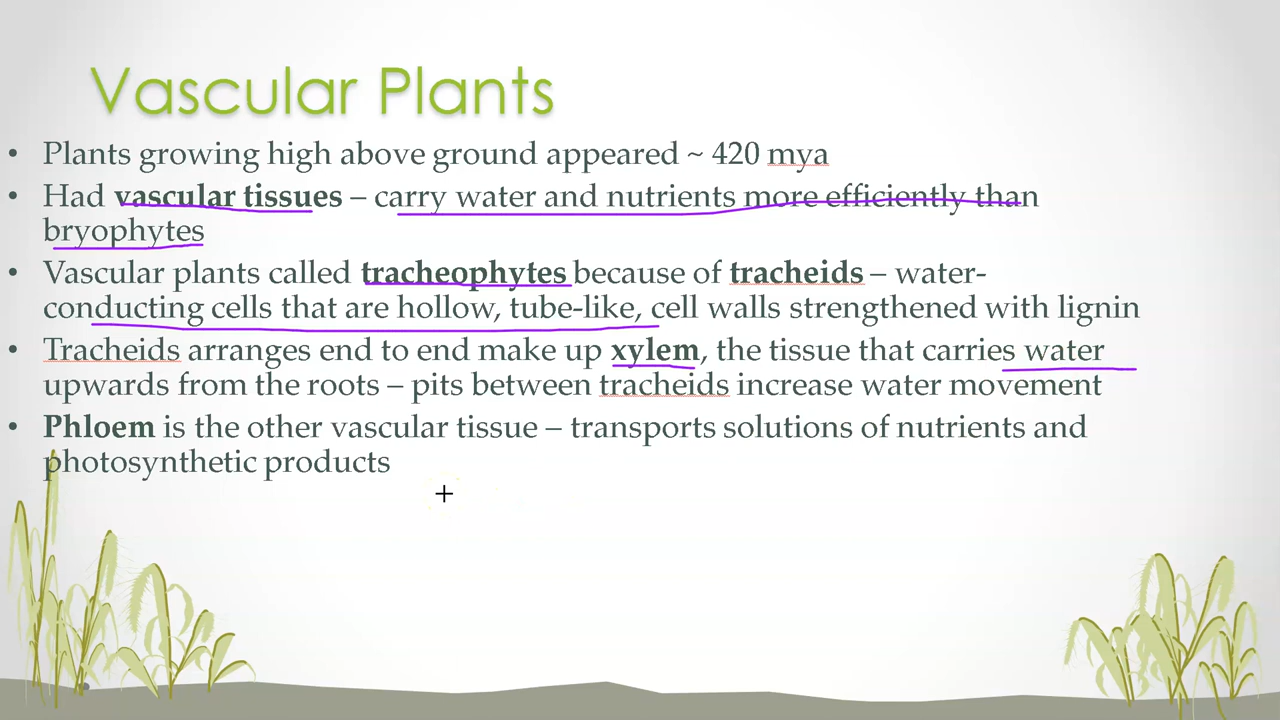 Vascular Plants
• Plants growing high above ground appeared ~ 420 mya
• Had vascular tissues – carry water and nutrients more efficiently than
bryophytes
• Vascular plants called tracheophytes because of tracheids – water-
conducting cells that are hollow, tube-like, cell walls strengthened with lignin
• Tracheids arranges end to end make up xylem, the tissue that carries water
upwards from the roots – pits between tracheids increase water movement
• Phloem is the other vascular tissue – transports solutions of nutrients and
photosynthetic products